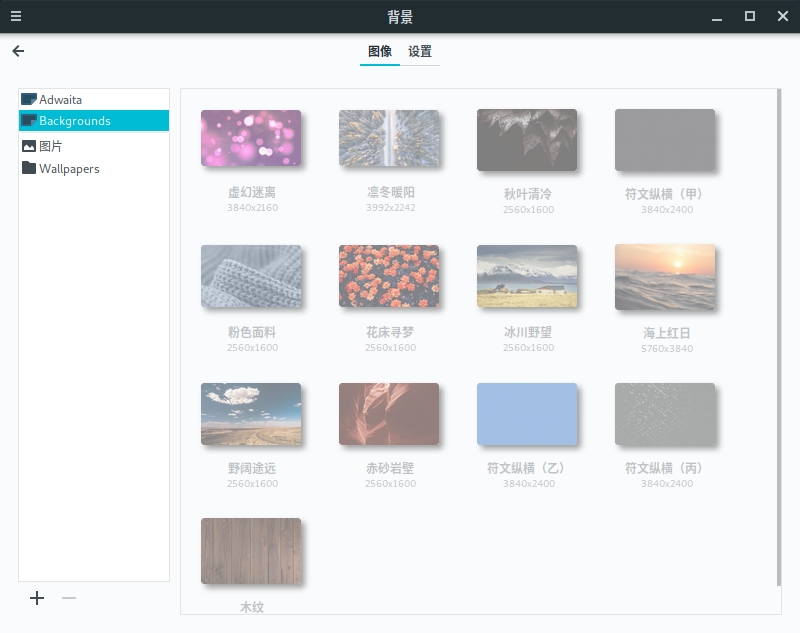 背景
图像 设置
Adwaita
Backgrounds
图片
Wallpapers
虚幻迷离 凛冬暖阳 秋叶清冷 符文纵横（甲）
3840x2160 3992x2242 2560x1600 3840x2400
粉色面料 花床寻梦 冰川野望 海上红日
2560x1600 2560x1600 2560x1600 5760x3840
野阔途远 赤砂岩壁 符文纵横（乙） 符文纵横（丙）
2560x1600 2560x1600 3840x2400 3840x2400
木纹